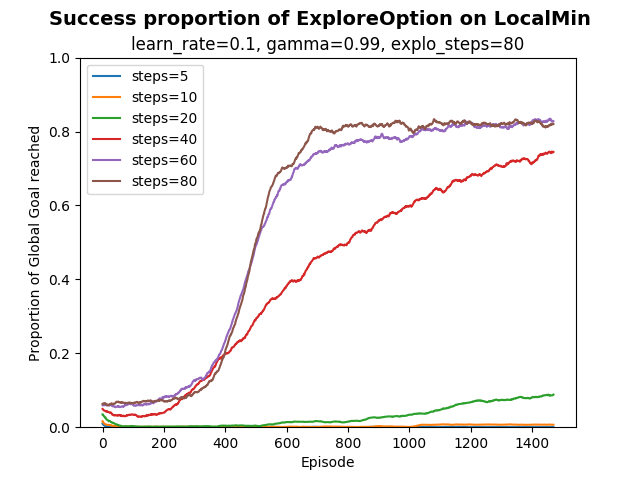 Success proportion of ExploreOption on LocalMin
learn_rate=0.1, gamma=0.99, explo_steps=80
1.0
0.8
0.6
0.4
0.2
0.0
Proportion of Global Goal reached
steps=5
steps=10
steps=20
steps=40
steps=60
steps=80
0 200 400 600 800 1000 1200 1400
Episode